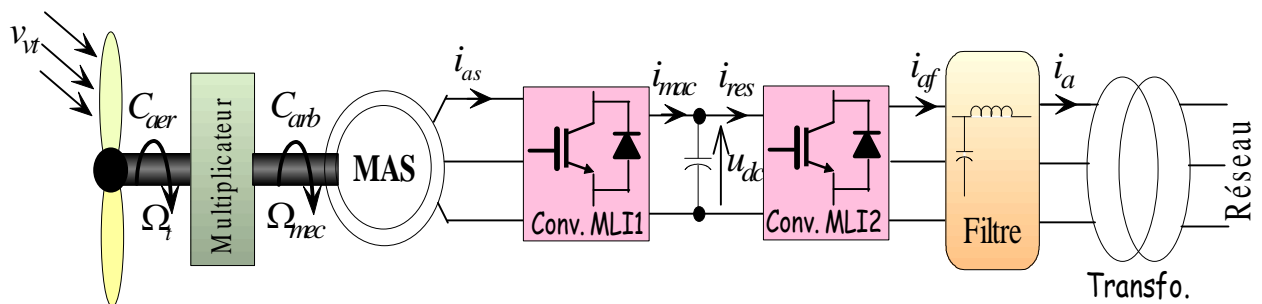 v_vt
C_aer
Ω_t
Multiplicateur
C_arb
Ω_mec
MAS
i_as
Conv. MLI1
i_mac
i_res
u_dc
Conv. MLI2
i_af
Filtre
i_a
Transfo.
Réseau